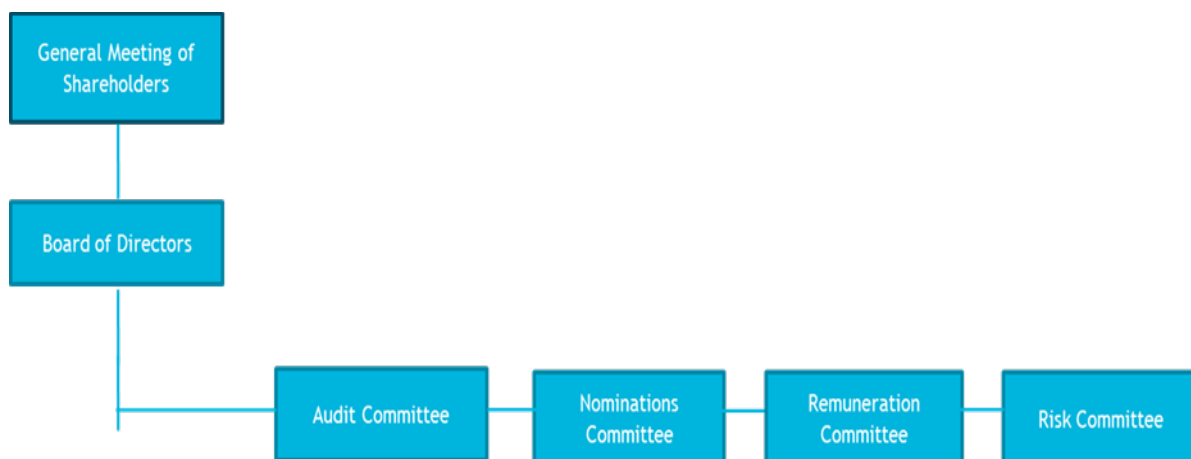 General Meeting of
Shareholders
Board of Directors
Audit Committee
Nominations
Committee
Remuneration
Committee
Risk Committee